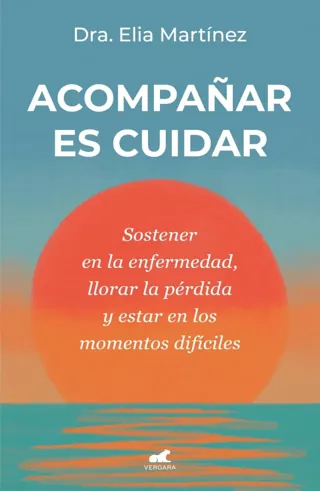 Dra. Elia Martínez
ACOMPAÑAR
ES CUIDAR
Sostener
en la enfermedad,
llorar la pérdida
y estar en los
momentos difíciles
VERGARA